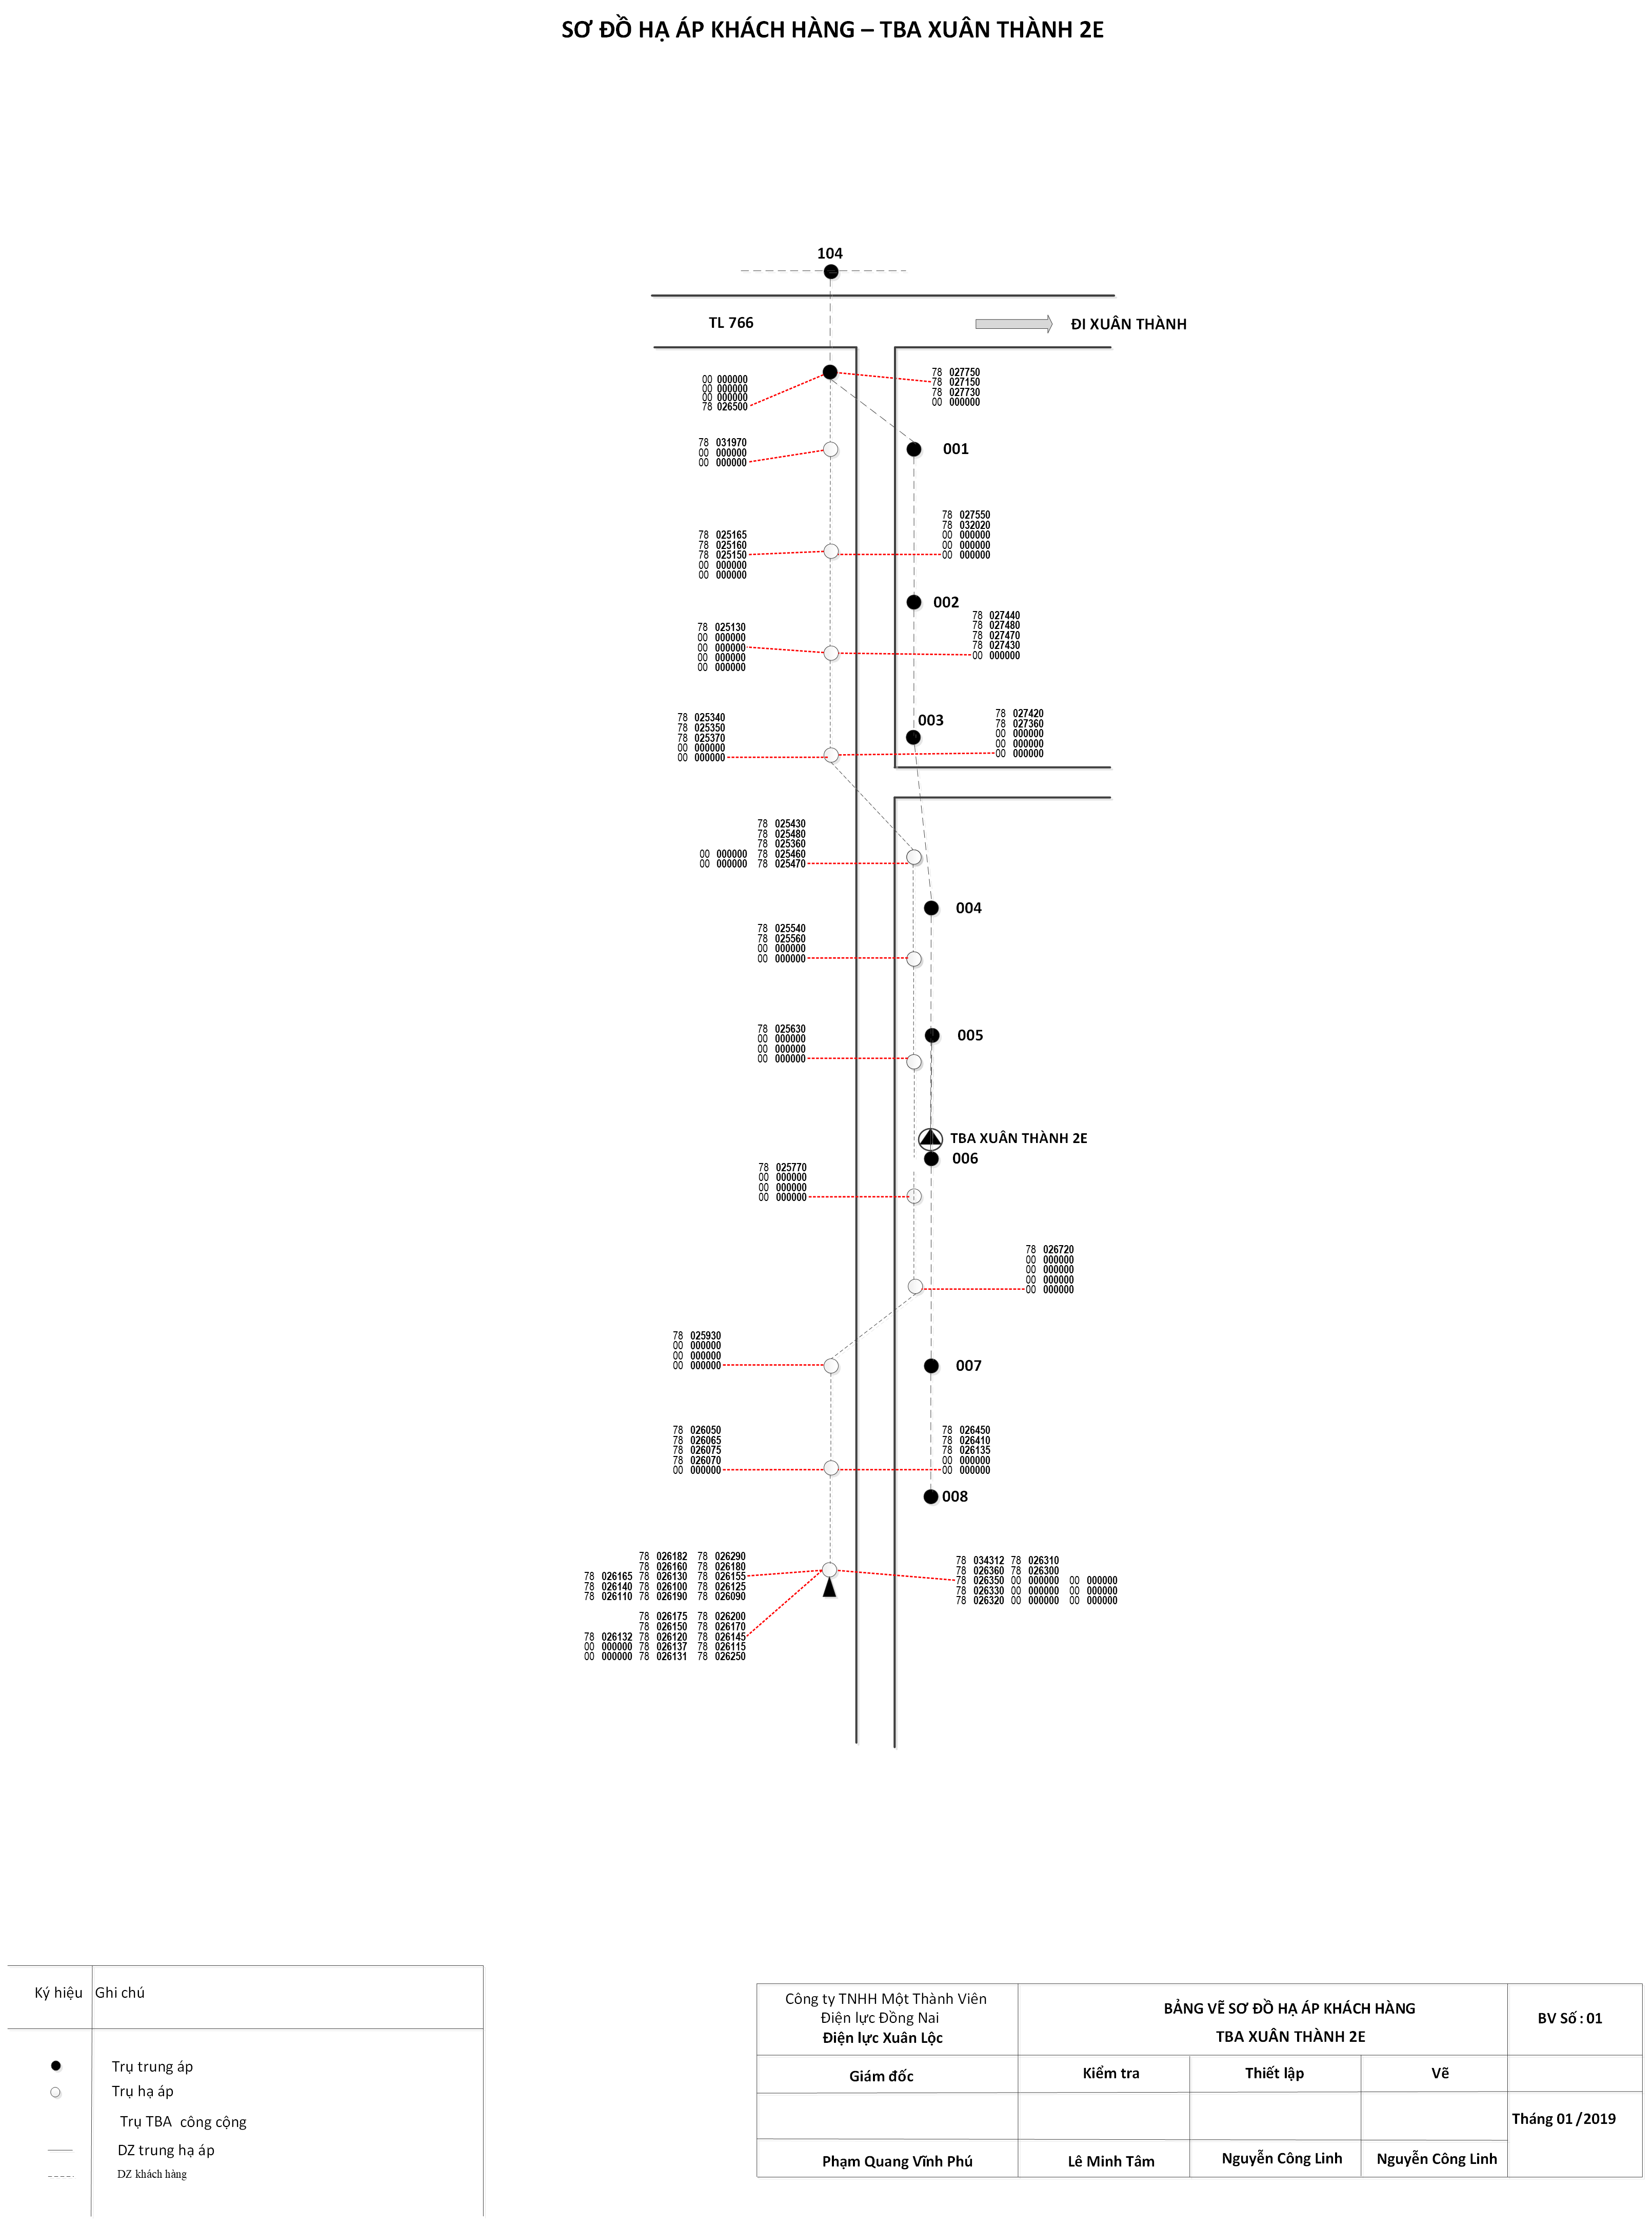 SƠ ĐỒ HẠ ÁP KHÁCH HÀNG – TBA XUÂN THÀNH 2E
104
TL 766
ĐI XUÂN THÀNH
00 000000
00 000000
00 000000
78 026500
78 027750
78 027150
78 027730
00 000000
78 031970
00 000000
00 000000
001
78 027550
78 032020
00 000000
00 000000
00 000000
78 025165
78 025160
78 025150
00 000000
00 000000
002
78 027440
78 027480
78 027470
78 027430
00 000000
78 025130
00 000000
00 000000
00 000000
00 000000
78 025340
78 025350
78 025370
00 000000
00 000000
003
78 027420
78 027360
00 000000
00 000000
00 000000
78 025430
78 025480
78 025360
00 000000 78 025460
00 000000 78 025470
004
78 025540
78 025560
00 000000
00 000000
005
78 025630
00 000000
00 000000
00 000000
TBA XUÂN THÀNH 2E
006
78 025770
00 000000
00 000000
00 000000
78 026720
00 000000
00 000000
00 000000
00 000000
78 025930
00 000000
00 000000
00 000000
007
78 026050
78 026065
78 026075
78 026070
00 000000
78 026450
78 026410
78 026135
00 000000
00 000000
008
78 026182 78 026290
78 026160 78 026180
78 026165 78 026130 78 026155
78 026140 78 026100 78 026125
78 026110 78 026190 78 026090
78 034312 78 026310
78 026360 78 026300
78 026350 00 000000 00 000000
78 026330 00 000000 00 000000
78 026320 00 000000 00 000000
78 026175 78 026200
78 026150 78 026170
78 026132 78 026120 78 026145
00 000000 78 026137 78 026115
00 000000 78 026131 78 026250
Ký hiệu Ghi chú
Trụ trung áp
Trụ hạ áp
Trụ TBA công cộng
DZ trung hạ áp
DZ khách hàng
Công ty TNHH Một Thành Viên
Điện lực Đồng Nai
Điện lực Xuân Lộc
BẢNG VẼ SƠ ĐỒ HẠ ÁP KHÁCH HÀNG
TBA XUÂN THÀNH 2E
BV Số : 01
Giám đốc
Kiểm tra
Thiết lập
Vẽ
Tháng 01 /2019
Phạm Quang Vĩnh Phú
Lê Minh Tâm
Nguyễn Công Linh
Nguyễn Công Linh